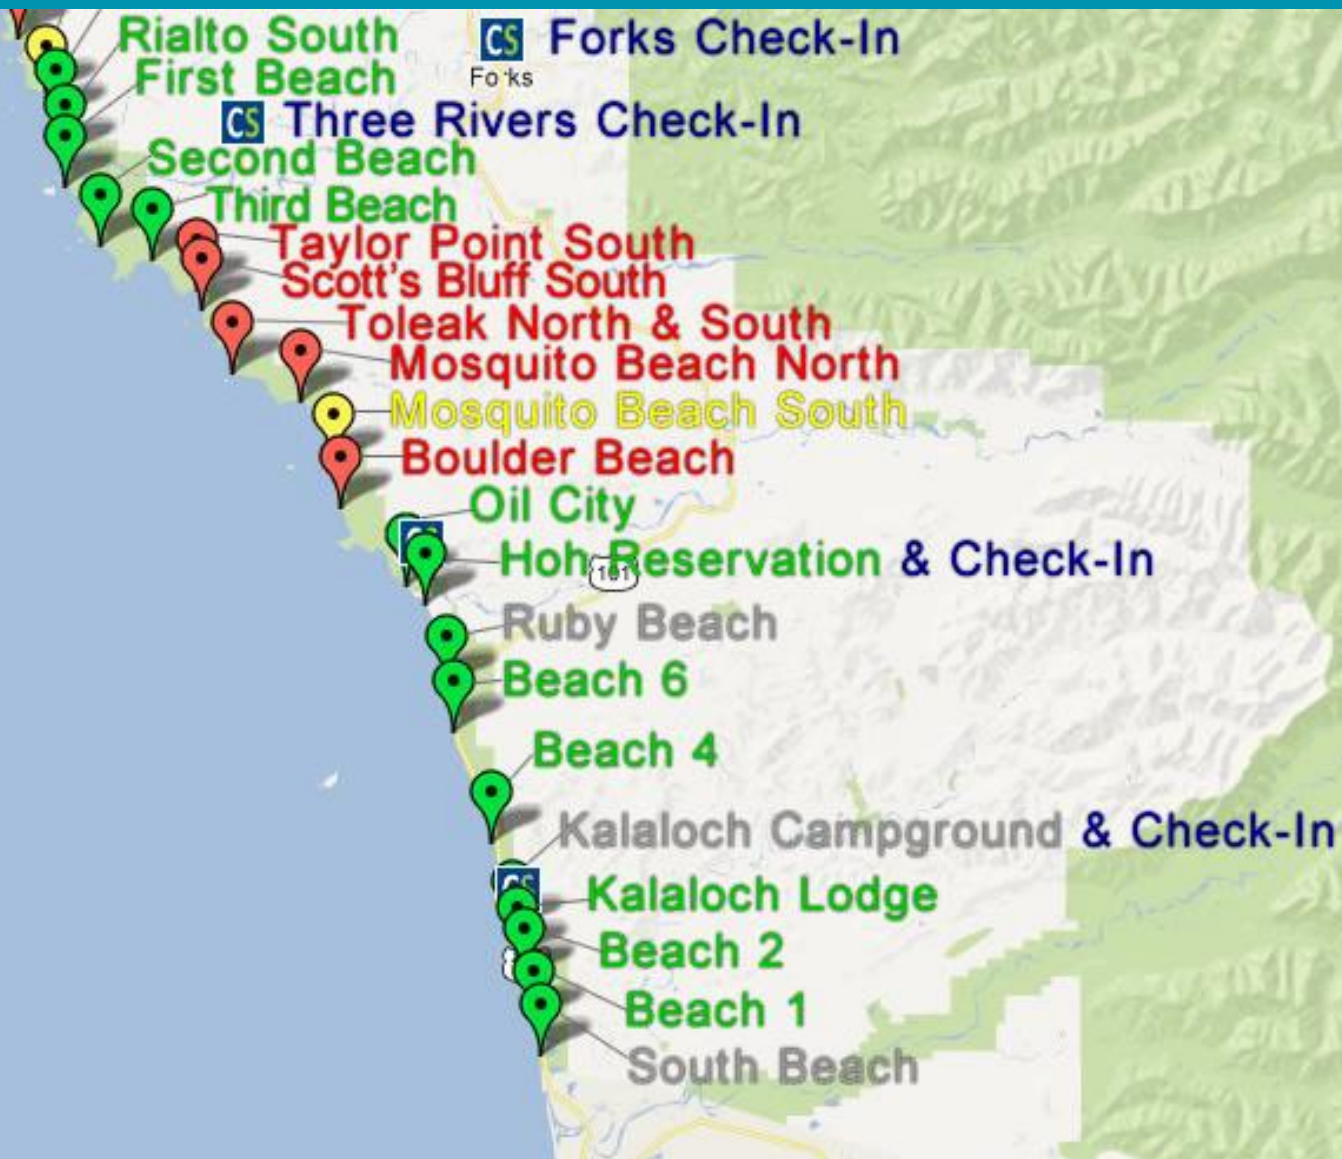 Rialto South
CS Forks Check-In
Forks
First Beach
CS Three Rivers Check-In
Second Beach
Third Beach
Taylor Point South
Scott's Bluff South
Toleak North & South
Mosquito Beach North
Mosquito Beach South
Boulder Beach
Oil City
Hoh Reservation & Check-In
101
Ruby Beach
Beach 6
Beach 4
Kalaloch Campground & Check-In
CS
Kalaloch Lodge
Beach 2
Beach 1
South Beach